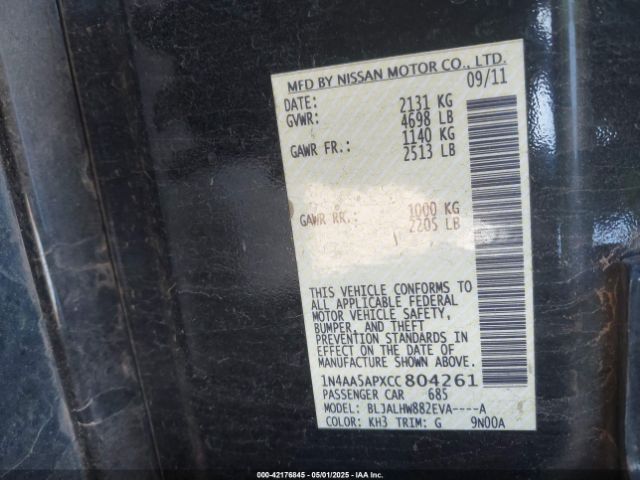 MFD BY NISSAN MOTOR CO., LTD.
DATE: 09/11
GVWR: 2131 KG
4698 LB
GAWR FR.: 1140 KG
2513 LB
GAWR RR.: 1000 KG
2205 LB
THIS VEHICLE CONFORMS TO
ALL APPLICABLE FEDERAL
MOTOR VEHICLE SAFETY,
BUMPER, AND THEFT
PREVENTION STANDARDS IN
EFFECT ON THE DATE OF
MANUFACTURE SHOWN ABOVE.
1N4AA5APXCC804261
PASSENGER CAR 685
MODEL: BLJALHW882EVA----A
COLOR: KH3 TRIM: G 9N00A
000-42176845 - 05/01/2025 - IAA Inc.